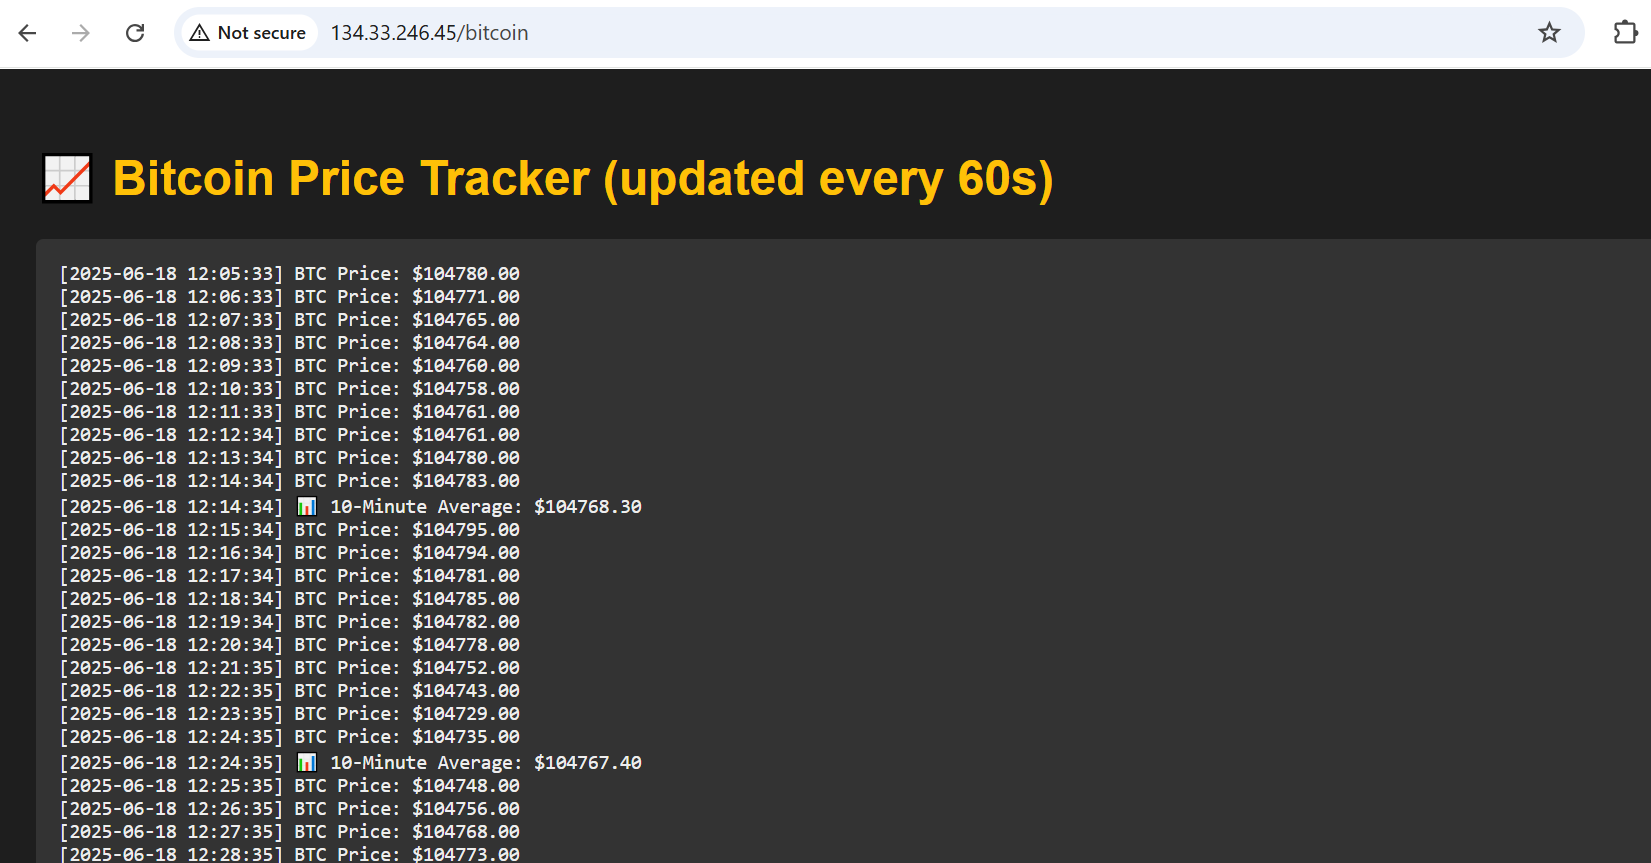 Not secure 134.33.246.45/bitcoin
📈 Bitcoin Price Tracker (updated every 60s)
[2025-06-18 12:05:33] BTC Price: $104780.00
[2025-06-18 12:06:33] BTC Price: $104771.00
[2025-06-18 12:07:33] BTC Price: $104765.00
[2025-06-18 12:08:33] BTC Price: $104764.00
[2025-06-18 12:09:33] BTC Price: $104760.00
[2025-06-18 12:10:33] BTC Price: $104758.00
[2025-06-18 12:11:33] BTC Price: $104761.00
[2025-06-18 12:12:34] BTC Price: $104761.00
[2025-06-18 12:13:34] BTC Price: $104780.00
[2025-06-18 12:14:34] BTC Price: $104783.00
[2025-06-18 12:14:34] 📊 10-Minute Average: $104768.30
[2025-06-18 12:15:34] BTC Price: $104795.00
[2025-06-18 12:16:34] BTC Price: $104794.00
[2025-06-18 12:17:34] BTC Price: $104781.00
[2025-06-18 12:18:34] BTC Price: $104785.00
[2025-06-18 12:19:34] BTC Price: $104782.00
[2025-06-18 12:20:34] BTC Price: $104778.00
[2025-06-18 12:21:35] BTC Price: $104752.00
[2025-06-18 12:22:35] BTC Price: $104743.00
[2025-06-18 12:23:35] BTC Price: $104729.00
[2025-06-18 12:24:35] BTC Price: $104735.00
[2025-06-18 12:24:35] 📊 10-Minute Average: $104767.40
[2025-06-18 12:25:35] BTC Price: $104748.00
[2025-06-18 12:26:35] BTC Price: $104756.00
[2025-06-18 12:27:35] BTC Price: $104768.00
[2025-06-18 12:28:35] BTC Price: $104773.00